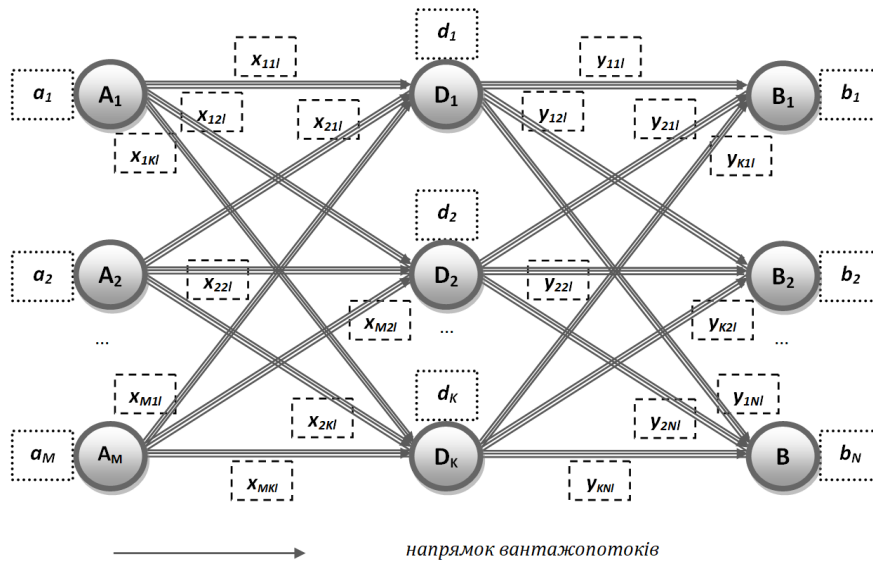 d1
x11l
y11l
a1
A1
D1
B1
b1
x12l
x21l
y12l
y21l
x1Kl
yK1l
d2
a2
A2
D2
B2
b2
x22l
y22l
xM2l
yK2l
...
...
...
xM1l
dK
y1Nl
x2Kl
y2Nl
aM
AM
DK
B
bN
xMKl
yKNl
напрямок вантажопотоків